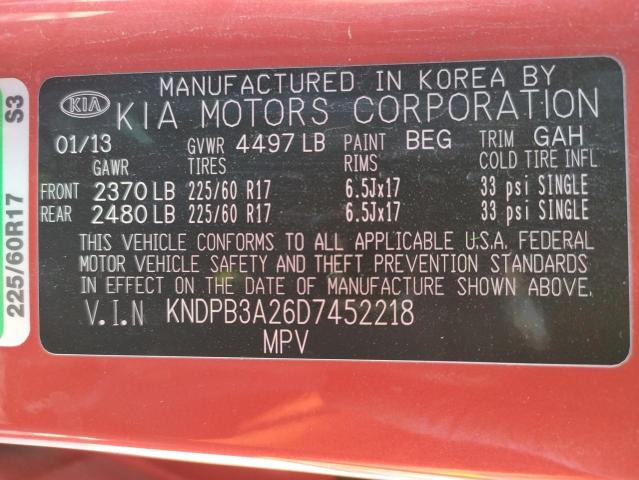 MANUFACTURED IN KOREA BY
KIA KIA MOTORS CORPORATION
01/13 GVWR 4497 LB PAINT BEG TRIM GAH
GAWR TIRES RIMS COLD TIRE INFL
FRONT 2370 LB 225/60 R17 6.5Jx17 33 psi SINGLE
REAR 2480 LB 225/60 R17 6.5Jx17 33 psi SINGLE
THIS VEHICLE CONFORMS TO ALL APPLICABLE U.S.A. FEDERAL
MOTOR VEHICLE SAFETY AND THEFT PREVENTION STANDARDS
IN EFFECT ON THE DATE OF MANUFACTURE SHOWN ABOVE.
V.I.N KNDPB3A26D7452218
MPV
225/60R17 S3